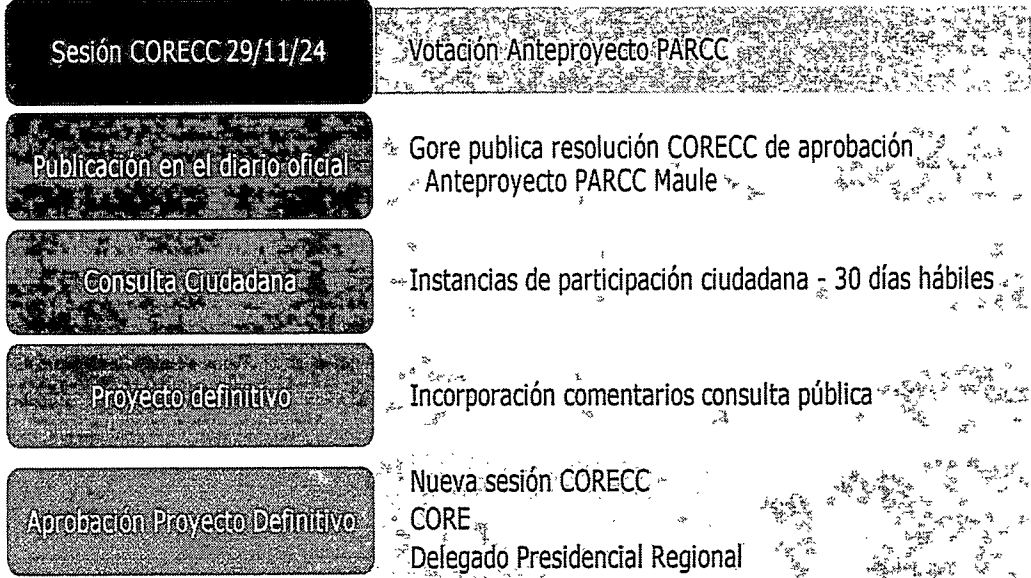 Sesión CORECC 29/11/24
Votación Anteproyecto PARCC
Publicación en el diario oficial
Gore publica resolución CORECC de aprobación
Anteproyecto PARCC Maule
Consulta Ciudadana
Instancias de participación ciudadana - 30 días hábiles
Proyecto definitivo
Incorporación comentarios consulta pública
Aprobación Proyecto Definitivo
Nueva sesión CORECC
CORE
Delegado Presidencial Regional